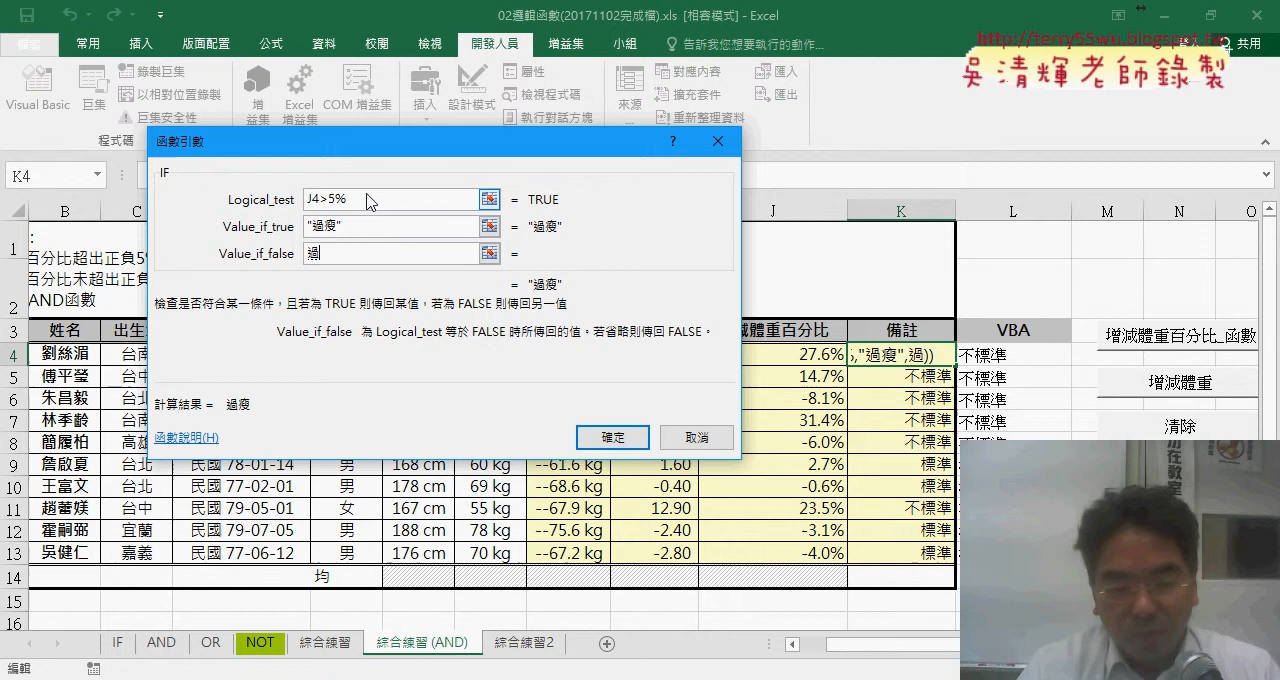 02邏輯函數(20171102完成檔).xls [相容模式] - Excel
http://terry55wu.blogspot.tw
吳清輝老師錄製
檔案 常用 插入 版面配置 公式 資料 校閱 檢視 開發人員 增益集 小組 告訴我您想要執行的動作... 登入 共用
錄製巨集 屬性 對應內容 匯入
以相對位置錄製 檢視程式碼 擴充套件 匯出
Visual Basic 巨集 巨集安全性 增益集 Excel 增益集 COM 增益集 插入 設計模式 執行對話方塊 來源 重新整理資料
程式碼
K4
函數引數 ?
IF
Logical_test J4>5% = TRUE
Value_if_true "過瘦" = "過瘦"
Value_if_false 過 =
= "過瘦"
檢查是否符合某一條件，且若為 TRUE 則傳回某值，若為 FALSE 則傳回另一值
Value_if_false 為 Logical_test 等於 FALSE 時所傳回的值。若省略則傳回 FALSE。
計算結果 = 過瘦
函數說明(H) 確定 取消
B C J K L M N O
1 :
百分比超出正負5%
百分比未超出正負
2 AND函數
3 姓名 出生 減體重百分比 備註 VBA 增減體重百分比_函數
4 劉絲湄 台南 27.6% ,"過瘦",過)) 不標準
5 傅平瑩 台中 14.7% 不標準 不標準 增減體重
6 朱昌毅 台北 -8.1% 不標準 不標準
7 林季齡 台南 31.4% 不標準 不標準 清除
8 簡履柏 高雄 -6.0% 不標準
9 詹啟夏 台北 民國 78-01-14 男 168 cm 60 kg --61.6 kg 1.60 2.7% 標準
10 王富文 台北 民國 77-02-01 男 178 cm 68 kg --68.6 kg -0.40 -0.6% 標準
11 趙蕾媄 台中 民國 79-05-01 女 167 cm 55 kg --67.9 kg 12.90 23.5% 不標準
12 霍嗣弼 宜蘭 民國 79-07-05 男 188 cm 78 kg --75.6 kg -2.40 -3.1% 標準
13 吳健仁 嘉義 民國 77-06-12 男 176 cm 70 kg --67.2 kg -2.80 -4.0% 標準
14 均
15
16
IF AND OR NOT 綜合練習 綜合練習 (AND) 綜合練習2
編輯